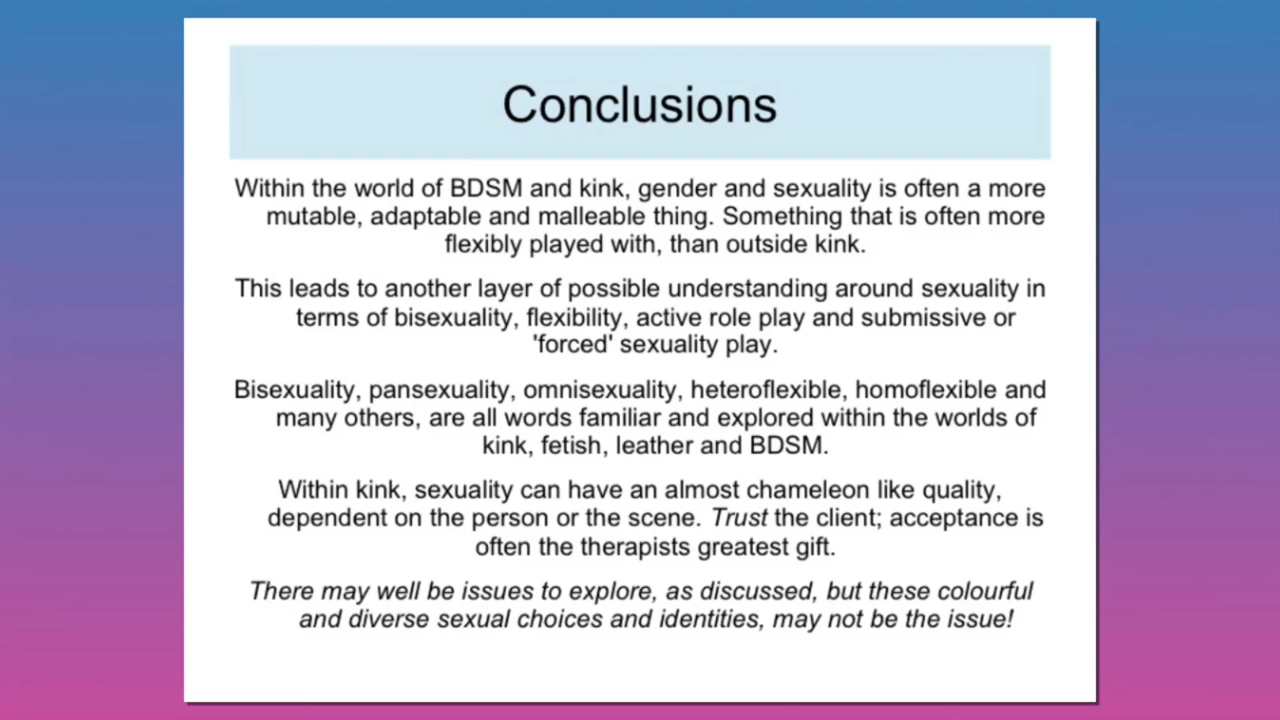 Conclusions
Within the world of BDSM and kink, gender and sexuality is often a more
mutable, adaptable and malleable thing. Something that is often more
flexibly played with, than outside kink.
This leads to another layer of possible understanding around sexuality in
terms of bisexuality, flexibility, active role play and submissive or
'forced' sexuality play.
Bisexuality, pansexuality, omnisexuality, heteroflexible, homoflexible and
many others, are all words familiar and explored within the worlds of
kink, fetish, leather and BDSM.
Within kink, sexuality can have an almost chameleon like quality,
dependent on the person or the scene. Trust the client; acceptance is
often the therapists greatest gift.
There may well be issues to explore, as discussed, but these colourful
and diverse sexual choices and identities, may not be the issue!